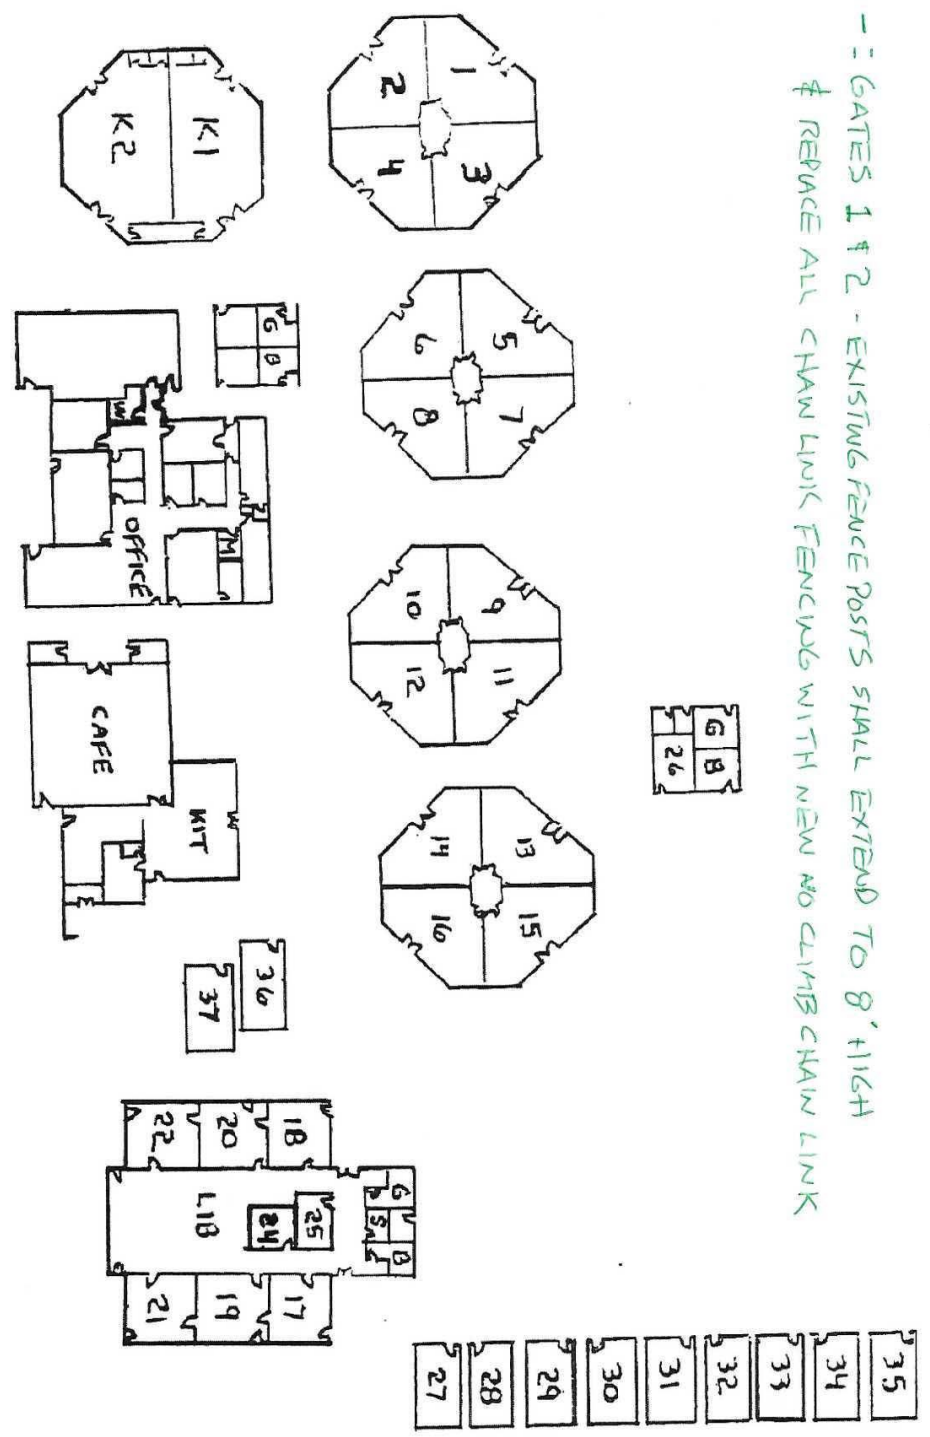 -: GATES 1 & 2 - EXISTING FENCE POSTS SHALL EXTEND TO 8' HIGH
& REPLACE ALL CHAIN LINK FENCING WITH NEW NO CLIMB CHAIN LINK
1 3
2 4
5 7
6 8
9 11
10 12
13 15
14 16
G B
26
K1
K2
G B
W
M
OFFICE
CAFE
KIT
36
37
G S B
18 25 17
20 24 19
22 LIB 21
35
34
33
32
31
30
29
28
27